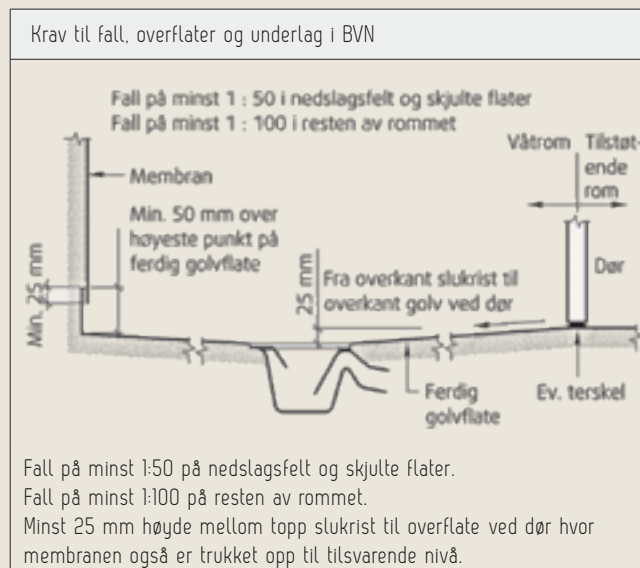 Krav til fall, overflater og underlag i BVN
Fall på minst 1 : 50 i nedslagsfelt og skjulte flater
Fall på minst 1 : 100 i resten av rommet
Våtrom
Tilstøt-
ende
rom
Membran
Min. 50 mm over
høyeste punkt på
ferdig golvflate
Min. 25 mm
25 mm
Fra overkant slukrist til
overkant golv ved dør
Dør
Ferdig
golvflate
Ev. terskel
Fall på minst 1:50 på nedslagsfelt og skjulte flater.
Fall på minst 1:100 på resten av rommet.
Minst 25 mm høyde mellom topp slukrist til overflate ved dør hvor
membranen også er trukket opp til tilsvarende nivå.